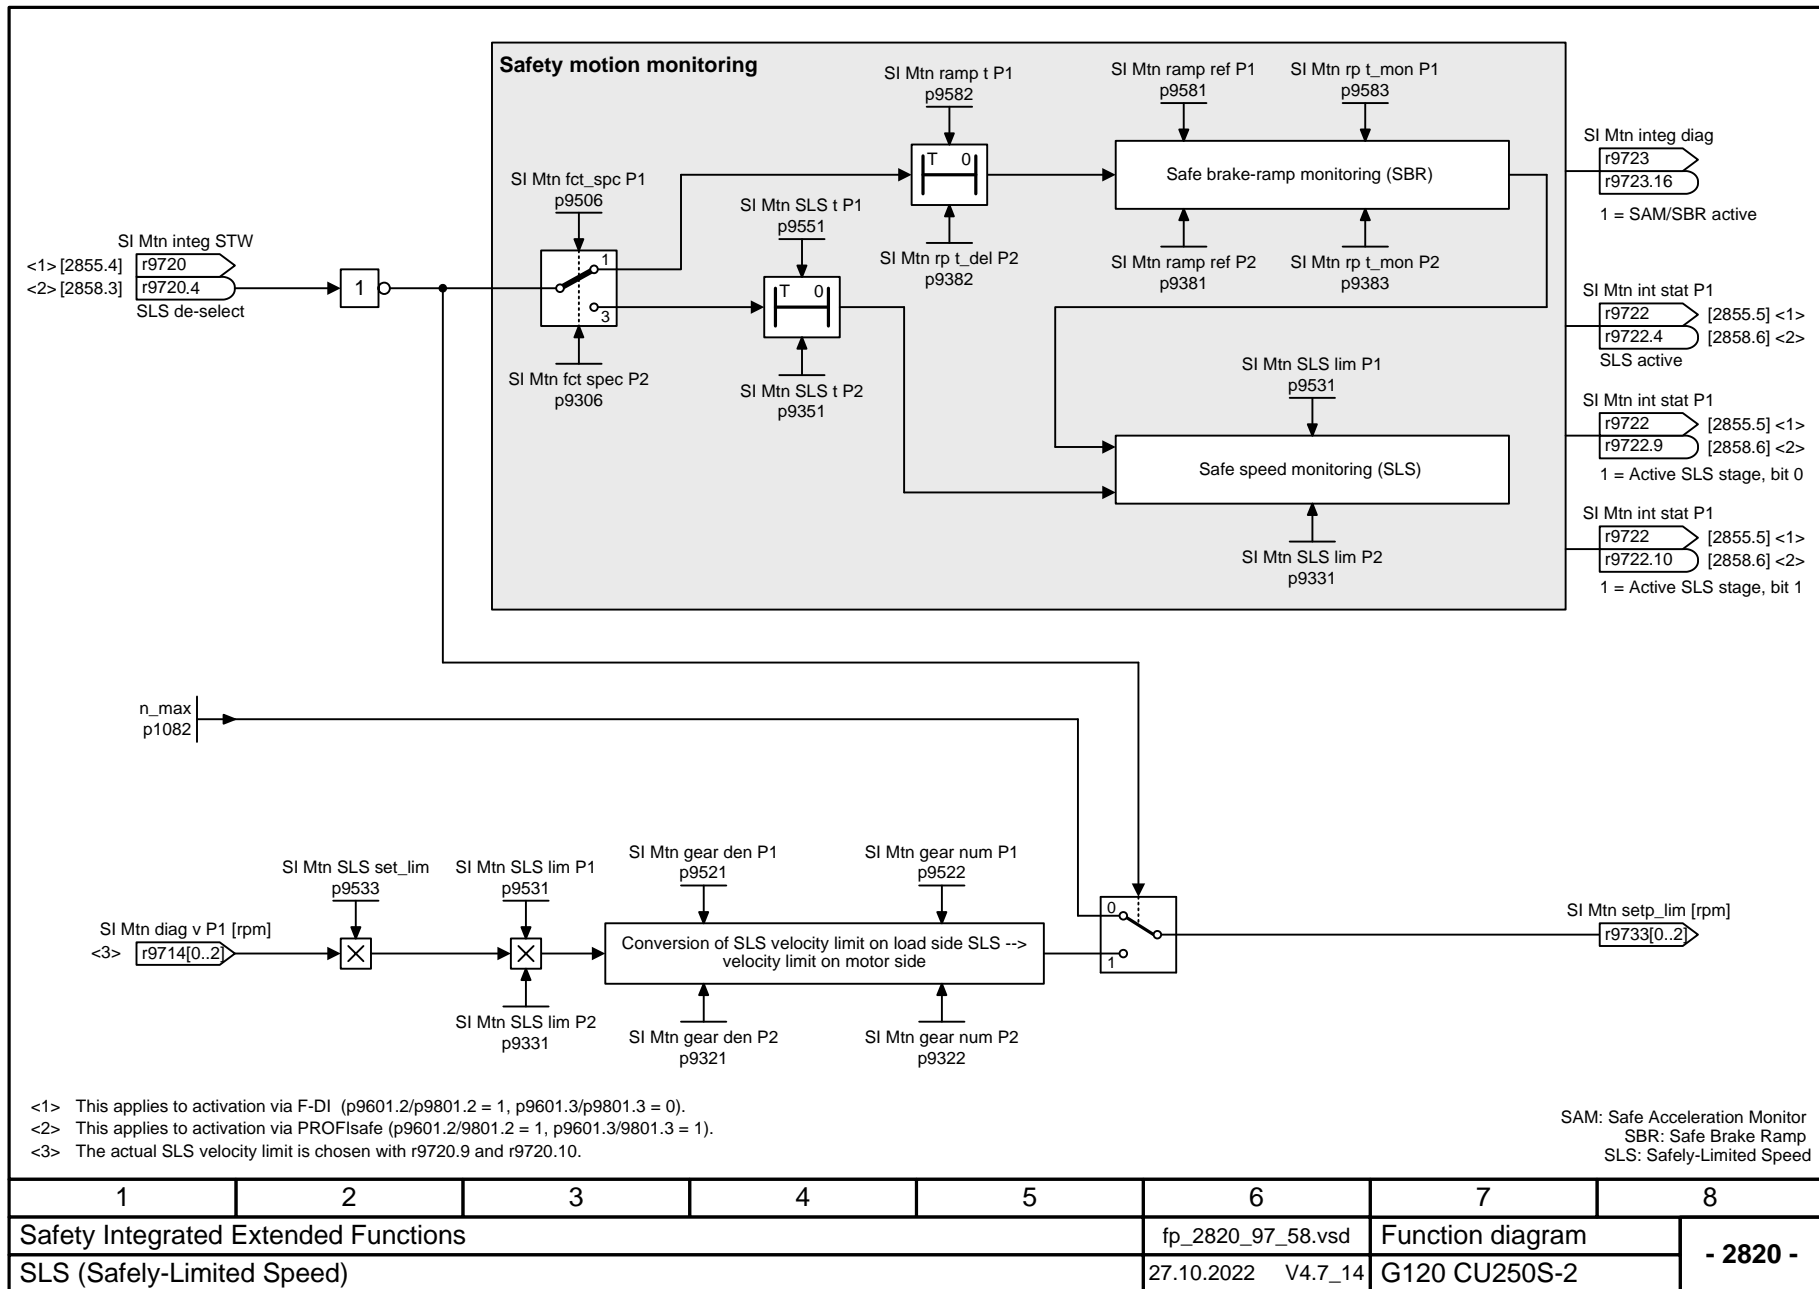 Safety motion monitoring
SI Mtn ramp t P1
p9582
SI Mtn ramp ref P1
p9581
SI Mtn rp t_mon P1
p9583
SI Mtn integ diag
r9723
r9723.16
1 = SAM/SBR active
T 0
Safe brake-ramp monitoring (SBR)
SI Mtn fct_spc P1
p9506
SI Mtn SLS t P1
p9551
SI Mtn rp t_del P2
p9382
SI Mtn ramp ref P2
p9381
SI Mtn rp t_mon P2
p9383
SI Mtn integ STW
<1> [2855.4] r9720
<2> [2858.3] r9720.4
SLS de-select
1
1
3
T 0
SI Mtn int stat P1
r9722 [2855.5] <1>
r9722.4 [2858.6] <2>
SLS active
SI Mtn fct spec P2
p9306
SI Mtn SLS t P2
p9351
SI Mtn SLS lim P1
p9531
SI Mtn int stat P1
r9722 [2855.5] <1>
r9722.9 [2858.6] <2>
1 = Active SLS stage, bit 0
Safe speed monitoring (SLS)
SI Mtn SLS lim P2
p9331
SI Mtn int stat P1
r9722 [2855.5] <1>
r9722.10 [2858.6] <2>
1 = Active SLS stage, bit 1
n_max
p1082
SI Mtn SLS set_lim
p9533
SI Mtn SLS lim P1
p9531
SI Mtn gear den P1
p9521
SI Mtn gear num P1
p9522
SI Mtn diag v P1 [rpm]
<3> r9714[0..2]
Conversion of SLS velocity limit on load side SLS -->
velocity limit on motor side
0
1
SI Mtn setp_lim [rpm]
r9733[0..2]
SI Mtn SLS lim P2
p9331
SI Mtn gear den P2
p9321
SI Mtn gear num P2
p9322
<1> This applies to activation via F-DI (p9601.2/p9801.2 = 1, p9601.3/p9801.3 = 0).
<2> This applies to activation via PROFIsafe (p9601.2/9801.2 = 1, p9601.3/9801.3 = 1).
<3> The actual SLS velocity limit is chosen with r9720.9 and r9720.10.
SAM: Safe Acceleration Monitor
SBR: Safe Brake Ramp
SLS: Safely-Limited Speed
1 2 3 4 5 6 7 8
Safety Integrated Extended Functions
fp_2820_97_58.vsd
Function diagram
- 2820 -
SLS (Safely-Limited Speed)
27.10.2022 V4.7_14
G120 CU250S-2